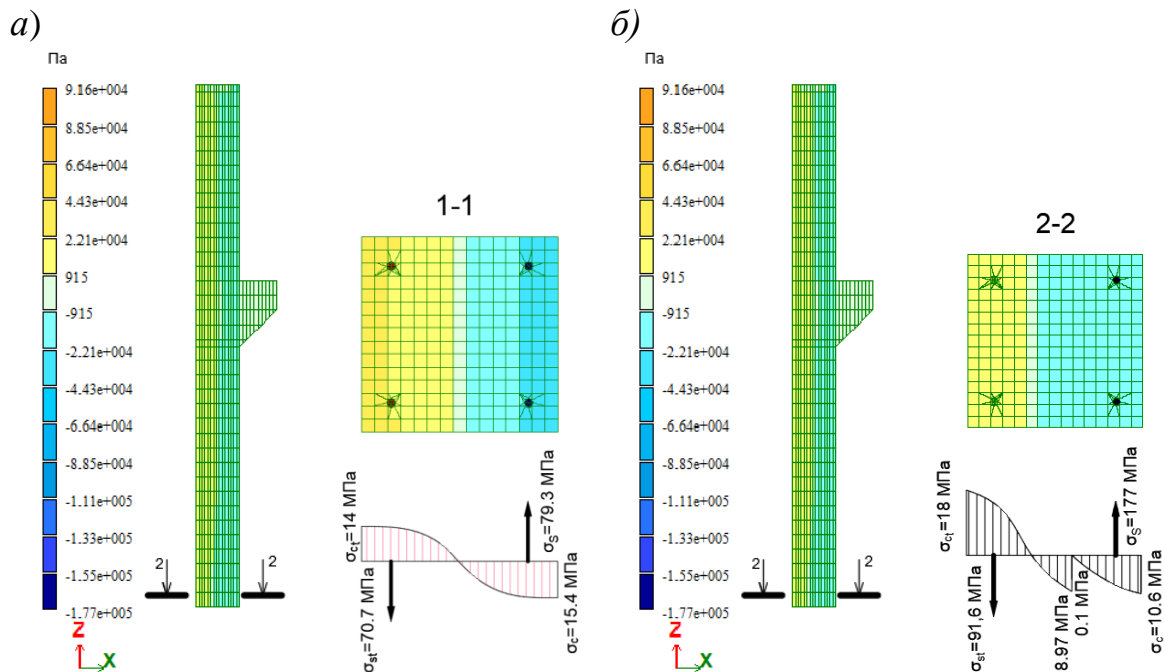 а)
Па
9.16e+004
8.85e+004
6.64e+004
4.43e+004
2.21e+004
915
-915
-2.21e+004
-4.43e+004
-6.64e+004
-8.85e+004
-1.11e+005
-1.33e+005
-1.55e+005
-1.77e+005
Z
X
2
2
1-1
σct=14 МПа
σst=70.7 МПа
σS=79.3 МПа
σc=15.4 МПа
б)
Па
9.16e+004
8.85e+004
6.64e+004
4.43e+004
2.21e+004
915
-915
-2.21e+004
-4.43e+004
-6.64e+004
-8.85e+004
-1.11e+005
-1.33e+005
-1.55e+005
-1.77e+005
Z
X
2
2
2-2
σct=18 МПа
σst=91,6 МПа
8.97 МПа
0.1 МПа
σS=177 МПа
σc=10.6 МПа